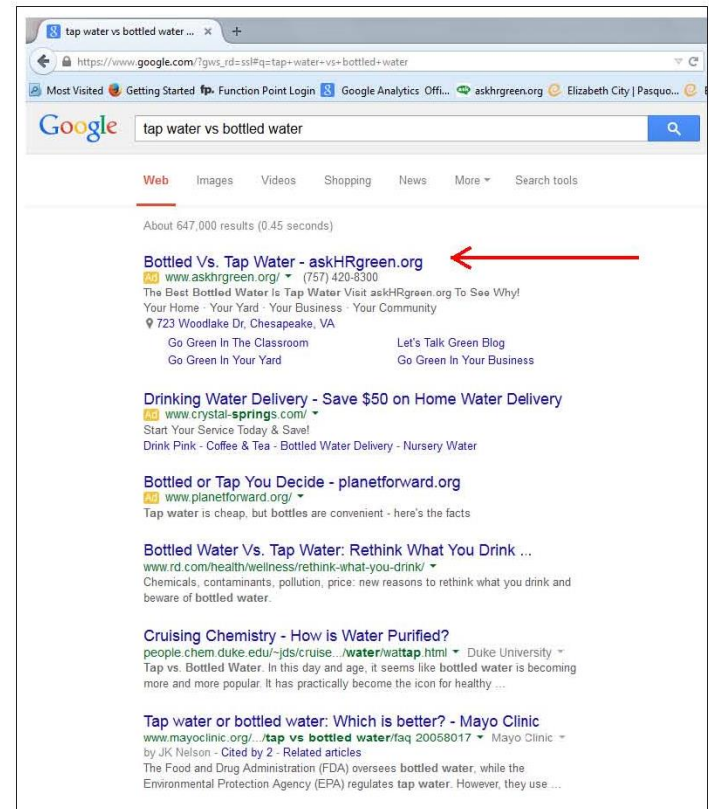 tap water vs bottled water ... × +
https://www.google.com/?gws_rd=ssl#q=tap+water+vs+bottled+water
Most Visited Getting Started fp. Function Point Login Google Analytics Offi... askhrgreen.org Elizabeth City | Pasquo...
Google tap water vs bottled water
Web Images Videos Shopping News More Search tools
About 647,000 results (0.45 seconds)
Bottled Vs. Tap Water - askHRgreen.org
Ad www.askhrgreen.org/ (757) 420-8300
The Best Bottled Water Is Tap Water Visit askHRgreen.org To See Why!
Your Home · Your Yard · Your Business · Your Community
723 Woodlake Dr, Chesapeake, VA
Go Green In The Classroom Let's Talk Green Blog
Go Green In Your Yard Go Green In Your Business
Drinking Water Delivery - Save $50 on Home Water Delivery
Ad www.crystal-springs.com/
Start Your Service Today & Save!
Drink Pink - Coffee & Tea - Bottled Water Delivery - Nursery Water
Bottled or Tap You Decide - planetforward.org
Ad www.planetforward.org/
Tap water is cheap, but bottles are convenient - here's the facts
Bottled Water Vs. Tap Water: Rethink What You Drink ...
www.rd.com/health/wellness/rethink-what-you-drink/
Chemicals, contaminants, pollution, price: new reasons to rethink what you drink and
beware of bottled water.
Cruising Chemistry - How is Water Purified?
people.chem.duke.edu/~jds/cruise.../water/wattap.html Duke University
Tap vs. Bottled Water. In this day and age, it seems like bottled water is becoming
more and more popular. It has practically become the icon for healthy ...
Tap water or bottled water: Which is better? - Mayo Clinic
www.mayoclinic.org/.../tap vs bottled water/faq 20058017 Mayo Clinic
by JK Nelson - Cited by 2 - Related articles
The Food and Drug Administration (FDA) oversees bottled water, while the
Environmental Protection Agency (EPA) regulates tap water. However, they use ...